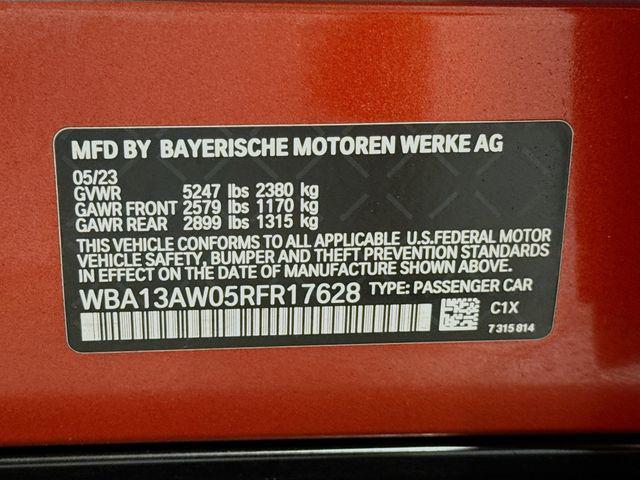 MFD BY BAYERISCHE MOTOREN WERKE AG
05/23
GVWR 5247 lbs 2380 kg
GAWR FRONT 2579 lbs 1170 kg
GAWR REAR 2899 lbs 1315 kg
THIS VEHICLE CONFORMS TO ALL APPLICABLE U.S.FEDERAL MOTOR
VEHICLE SAFETY, BUMPER AND THEFT PREVENTION STANDARDS
IN EFFECT ON THE DATE OF MANUFACTURE SHOWN ABOVE.
WBA13AW05RFR17628 TYPE: PASSENGER CAR
C1X
7 315 814